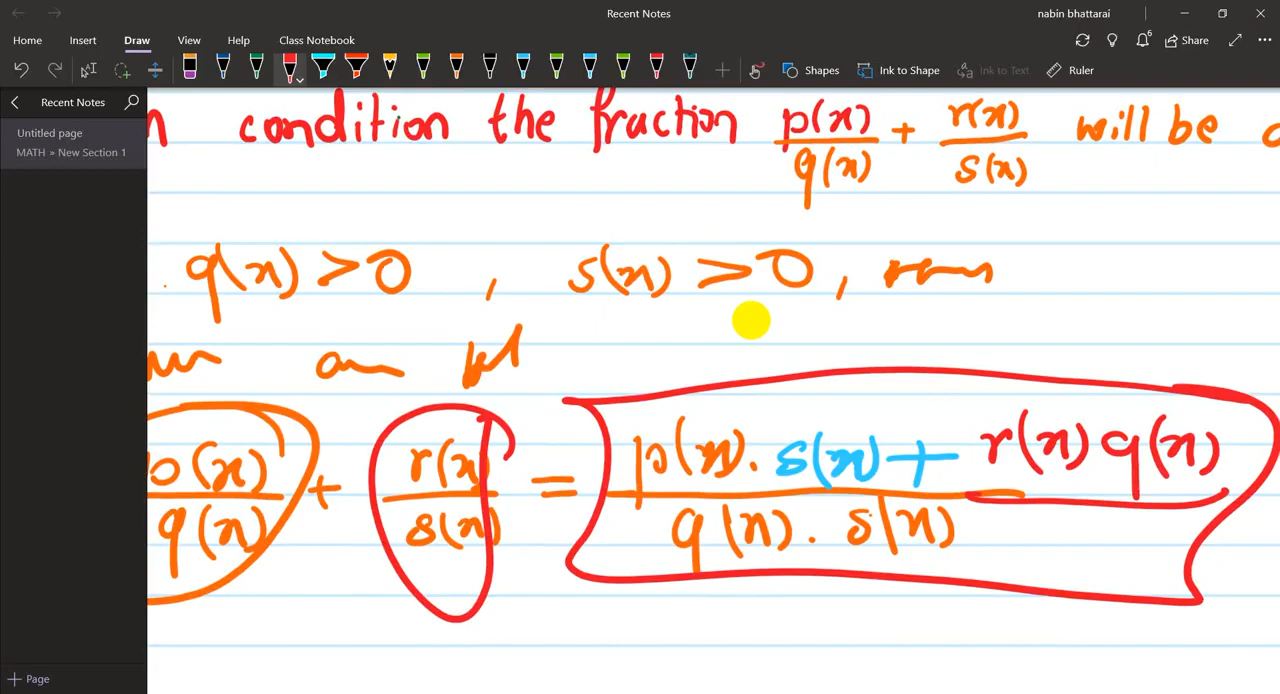 Recent Notes
nabin bhattarai
Home Insert Draw View Help Class Notebook
Share
Shapes Ink to Shape Ink to Text Ruler
Recent Notes
Untitled page
MATH » New Section 1
condition the fraction p(x)/q(x) + r(x)/s(x) will be
q(x) > 0 , s(x) > 0 ,
p(x)/q(x) + r(x)/s(x) = p(x). s(x) + r(x) q(x)
q(x) . s(x)
Page